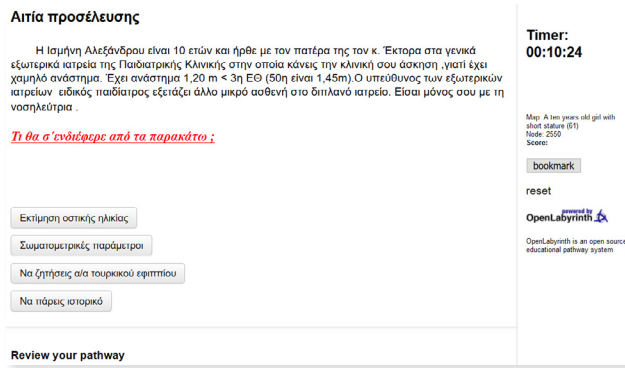 Αιτία προσέλευσης
Η Ισμήνη Αλεξάνδρου είναι 10 ετών και ήρθε με τον πατέρα της τον κ. Έκτορα στα γενικά
εξωτερικά ιατρεία της Παιδιατρικής Κλινικής στην οποία κάνεις την κλινική σου άσκηση ,γιατί έχει
χαμηλό ανάστημα. Έχει ανάστημα 1,20 m < 3η ΕΘ (50η είναι 1,45m).Ο υπεύθυνος των εξωτερικών
ιατρείων ειδικός παιδίατρος εξετάζει άλλο μικρό ασθενή στο διπλανό ιατρείο. Είσαι μόνος σου με τη
νοσηλεύτρια .
Τι θα σ΄ενδιέφερε από τα παρακάτω ;
Εκτίμηση οστικής ηλικίας
Σωματομετρικές παράμετροι
Να ζητήσεις α/α τουρκικού εφιππίου
Να πάρεις ιστορικό
Review your pathway
Timer:
00:10:24
Map: A ten years old girl with
short stature (61)
Node: 2550
Score:
bookmark
reset
powered by
OpenLabyrinth
OpenLabyrinth is an open source
educational pathway system